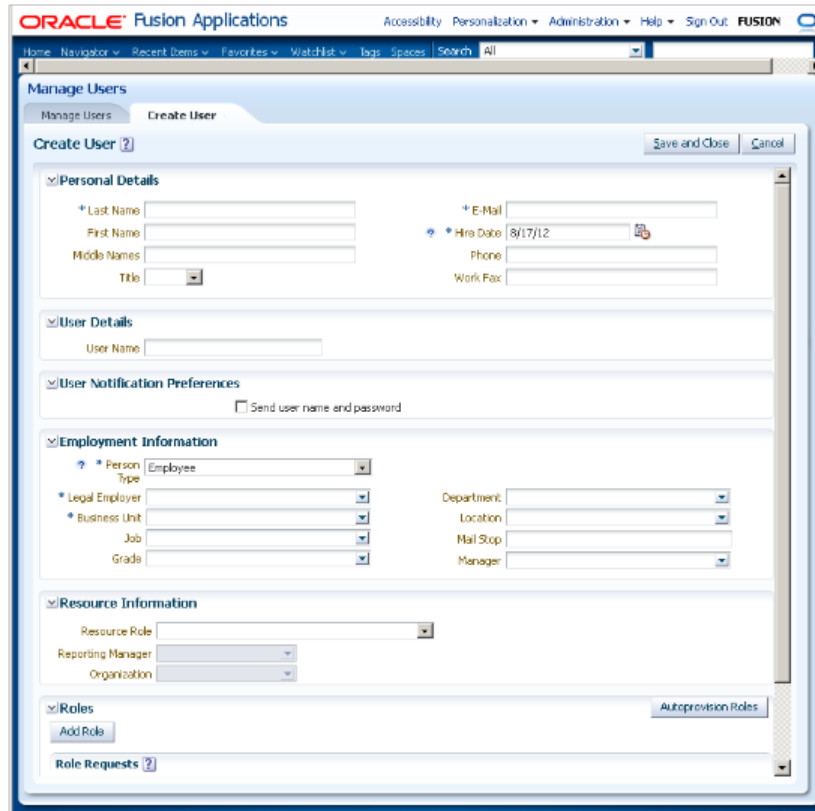 ORACLE Fusion Applications
Accessibility Personalization Administration Help Sign Out FUSION
Home Navigator Recent Items Favorites Watchlist Tags Spaces Search All
Manage Users
Manage Users Create User
Create User ?
Save and Close Cancel
Personal Details
* Last Name
* E-Mail
First Name
? * Hire Date 8/17/12
Middle Names
Phone
Title
Work Fax
User Details
User Name
User Notification Preferences
Send user name and password
Employment Information
? * Person Type Employee
* Legal Employer
Department
* Business Unit
Location
Job
Mail Stop
Grade
Manager
Resource Information
Resource Role
Reporting Manager
Organization
Roles
Autoprovision Roles
Add Role
Role Requests ?